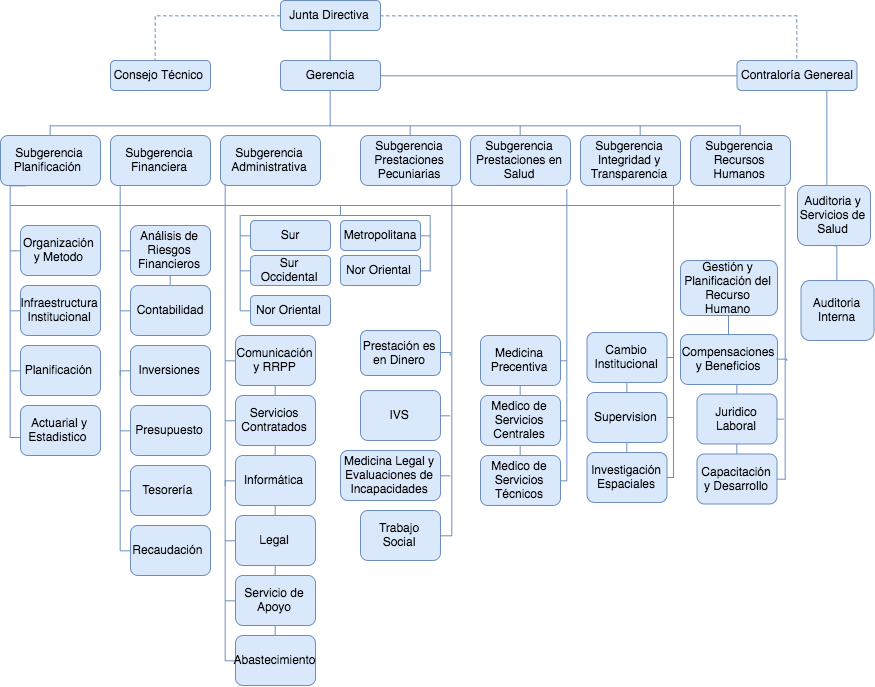 Junta Directiva
Consejo Técnico
Gerencia
Contraloría Genereal
Subgerencia
Planificación
Subgerencia
Financiera
Subgerencia
Administrativa
Subgerencia
Prestaciones
Pecuniarias
Subgerencia
Prestaciones en
Salud
Subgerencia
Integridad y
Transparencia
Subgerencia
Recursos
Humanos
Auditoria y
Servicios de
Salud
Auditoria
Interna
Organización
y Metodo
Infraestructura
Institucional
Planificación
Actuarial y
Estadistico
Análisis de
Riesgos
Financieros
Contabilidad
Inversiones
Presupuesto
Tesorería
Recaudación
Sur
Metropolitana
Sur
Occidental
Nor Oriental
Nor Oriental
Comunicación
y RRPP
Servicios
Contratados
Informática
Legal
Servicio de
Apoyo
Abastecimiento
Prestación es
en Dinero
IVS
Medicina Legal y
Evaluaciones de
Incapacidades
Trabajo
Social
Medicina
Precentiva
Medico de
Servicios
Centrales
Medico de
Servicios
Técnicos
Cambio
Institucional
Supervision
Investigación
Espaciales
Gestión y
Planificación del
Recurso
Humano
Compensaciones
y Beneficios
Juridico
Laboral
Capacitación
y Desarrollo